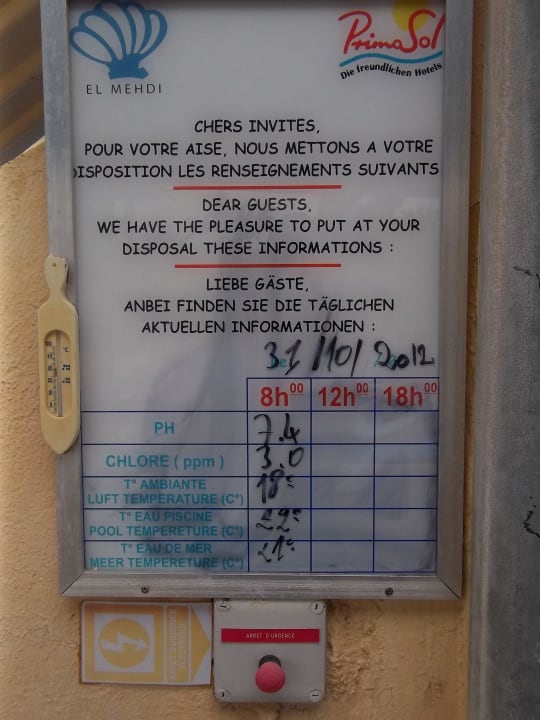 EL MEHDI
PrimaSol
Die freundlichen Hotels
CHERS INVITES,
POUR VOTRE AISE, NOUS METTONS A VOTRE
DISPOSITION LES RENSEIGNEMENTS SUIVANTS
DEAR GUESTS,
WE HAVE THE PLEASURE TO PUT AT YOUR
DISPOSAL THESE INFORMATIONS :
LIEBE GÄSTE,
ANBEI FINDEN SIE DIE TÄGLICHEN
AKTUELLEN INFORMATIONEN :
31/10/2012
8h00 12h00 18h00
PH 7.4
CHLORE ( ppm ) 3.0
T° AMBIANTE
LUFT TEMPERATURE (C°) 18°
T° EAU PISCINE
POOL TEMPERETURE (C°) 22°
T° EAU DE MER
MEER TEMPERETURE (C°) 21°
ARRET D'URGENCE